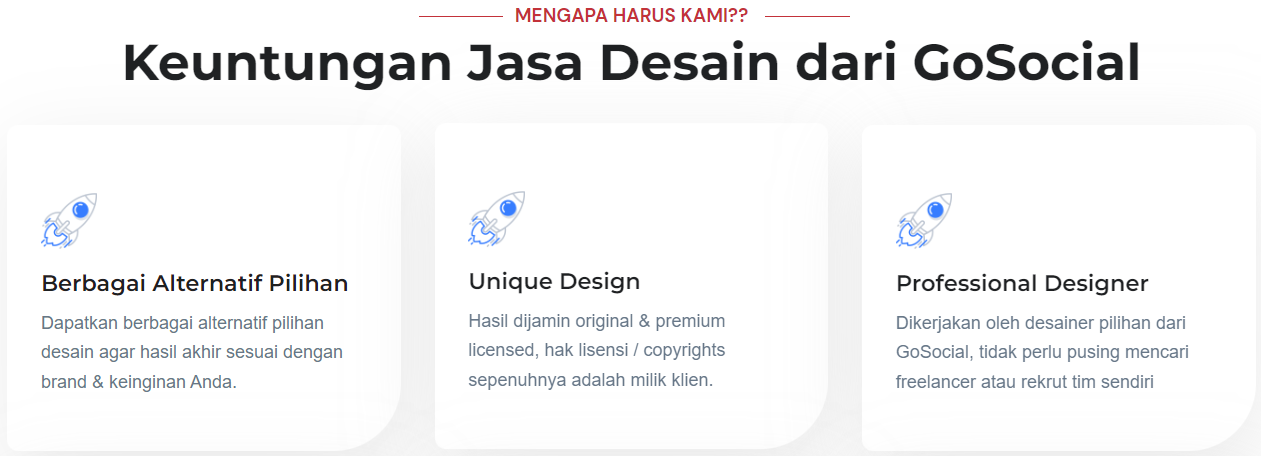 MENGAPA HARUS KAMI??
Keuntungan Jasa Desain dari GoSocial
Berbagai Alternatif Pilihan
Dapatkan berbagai alternatif pilihan
desain agar hasil akhir sesuai dengan
brand & keinginan Anda.
Unique Design
Hasil dijamin original & premium
licensed, hak lisensi / copyrights
sepenuhnya adalah milik klien.
Professional Designer
Dikerjakan oleh desainer pilihan dari
GoSocial, tidak perlu pusing mencari
freelancer atau rekrut tim sendiri